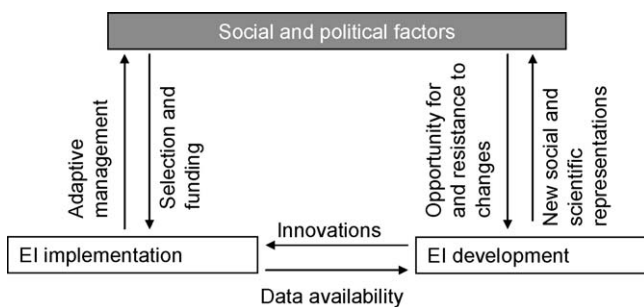 Social and political factors
Adaptive
management
Selection and
funding
Opportunity for
and resistance to
changes
New social and
scientific
representations
Innovations
EI implementation
EI development
Data availability